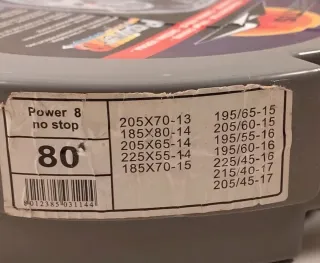 Power 8
no stop
80
8012385031144
205X70-13
185X80-14
205X65-14
225X55-14
185X70-15
195/65-15
205/60-15
195/55-16
195/60-16
225/45-16
215/40-17
205/45-17